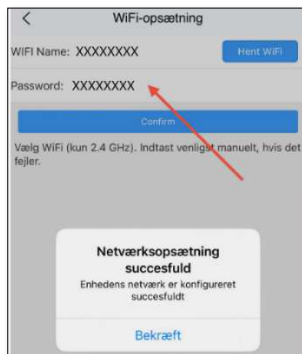 WiFi-opsætning
WIFI Name: XXXXXXXX Hent WiFi
Password: XXXXXXXX
Confirm
Vælg WiFi (kun 2.4 GHz). Indtast venligst manuelt, hvis det
fejler.
Netværksopsætning
succesfuld
Enhedens netværk er konfigureret
succesfuldt
Bekræft